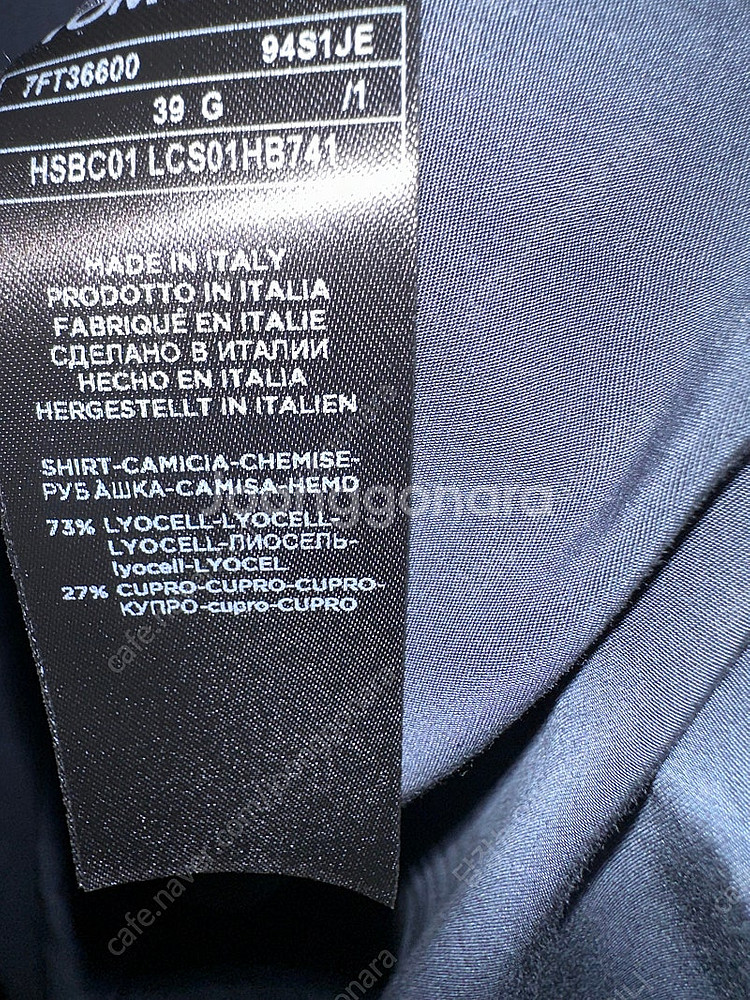 7FT36600 94S1JE
39 G /1
HSBC01 LCS01HB741
MADE IN ITALY
PRODOTTO IN ITALIA
FABRIQUÉ EN ITALIE
СДЕЛАНО В ИТАЛИИ
HECHO EN ITALIA
HERGESTELLT IN ITALIEN
SHIRT-CAMICIA-CHEMISE-
РУБАШКА-CAMISA-HEMD
73% LYOCELL-LYOCELL-
LYOCELL-ЛИОСЕЛЬ-
lyocell-LYOCEL
27% CUPRO-CUPRO-CUPRO-
КУПРО-cupro-CUPRO
Joonggonara